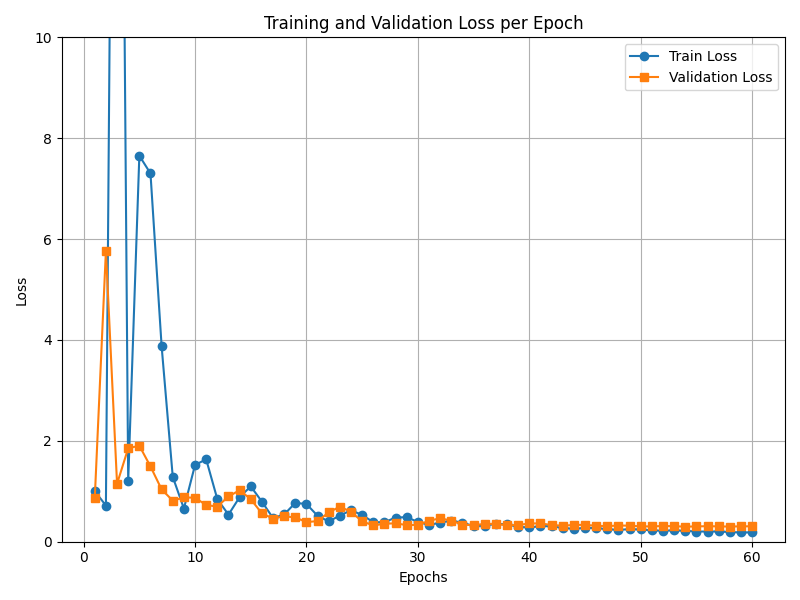 Training and Validation Loss per Epoch
Train Loss
Validation Loss
Loss
10
8
6
4
2
0
0 10 20 30 40 50 60
Epochs